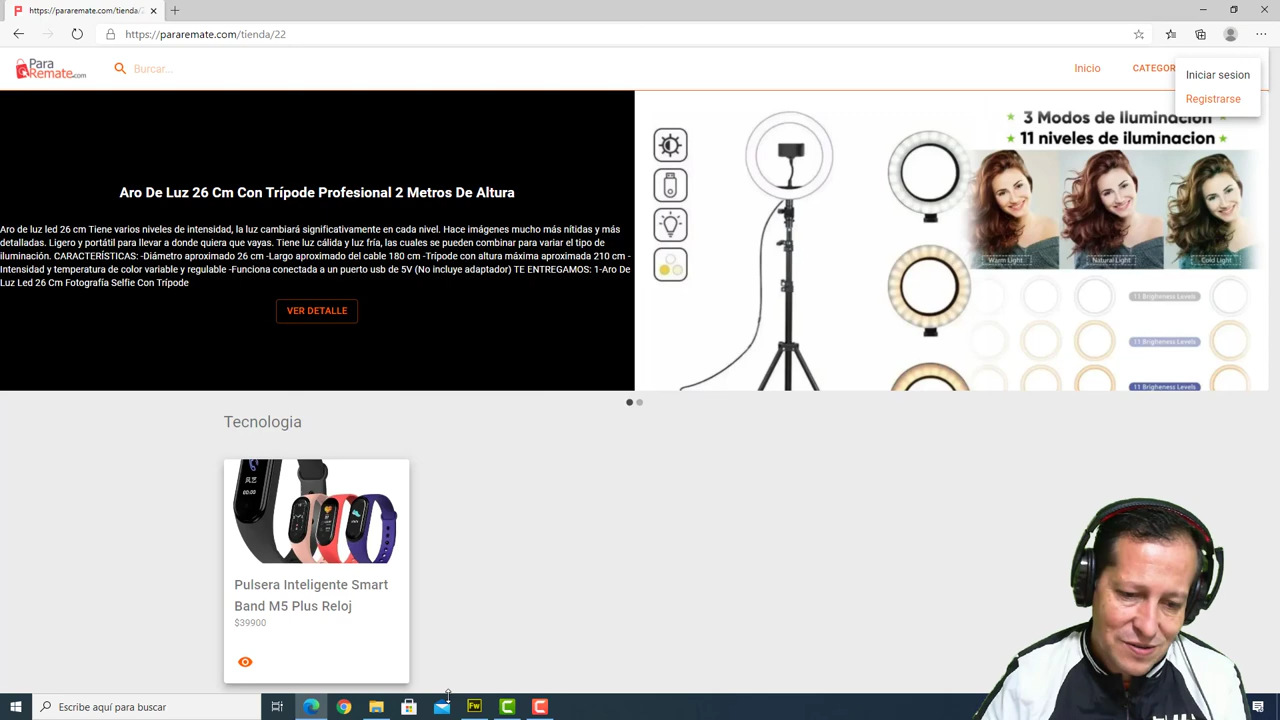 https://pararemate.com/tienda/2
https://pararemate.com/tienda/22
Para
Remate.com
Burcar...
Inicio
CATEGOR
Iniciar sesion
Registrarse
Aro De Luz 26 Cm Con Trípode Profesional 2 Metros De Altura
Aro de luz led 26 cm Tiene varios niveles de intensidad, la luz cambiará significativamente en cada nivel. Hace imágenes mucho más nítidas y más
detalladas. Ligero y portátil para llevar a donde quiera que vayas. Tiene luz cálida y luz fría, las cuales se pueden combinar para variar el tipo de
iluminación. CARACTERÍSTICAS: -Diámetro aproximado 26 cm -Largo aproximado del cable 180 cm -Trípode con altura máxima aproximada 210 cm -
Intensidad y temperatura de color variable y regulable -Funciona conectada a un puerto usb de 5V (No incluye adaptador) TE ENTREGAMOS: 1-Aro De
Luz Led 26 Cm Fotografía Selfie Con Trípode
VER DETALLE
3 Modos de Iluminacion
11 niveles de iluminacion
Warm Light
Natural Light
Cold Light
11 Brigheness Levels
11 Brigheness Levels
11 Brigheness Levels
Tecnologia
00:00
Pulsera Inteligente Smart
Band M5 Plus Reloj
$39900
Escribe aquí para buscar
Fw